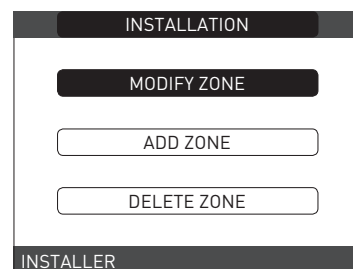 INSTALLATION
MODIFY ZONE
ADD ZONE
DELETE ZONE
INSTALLER